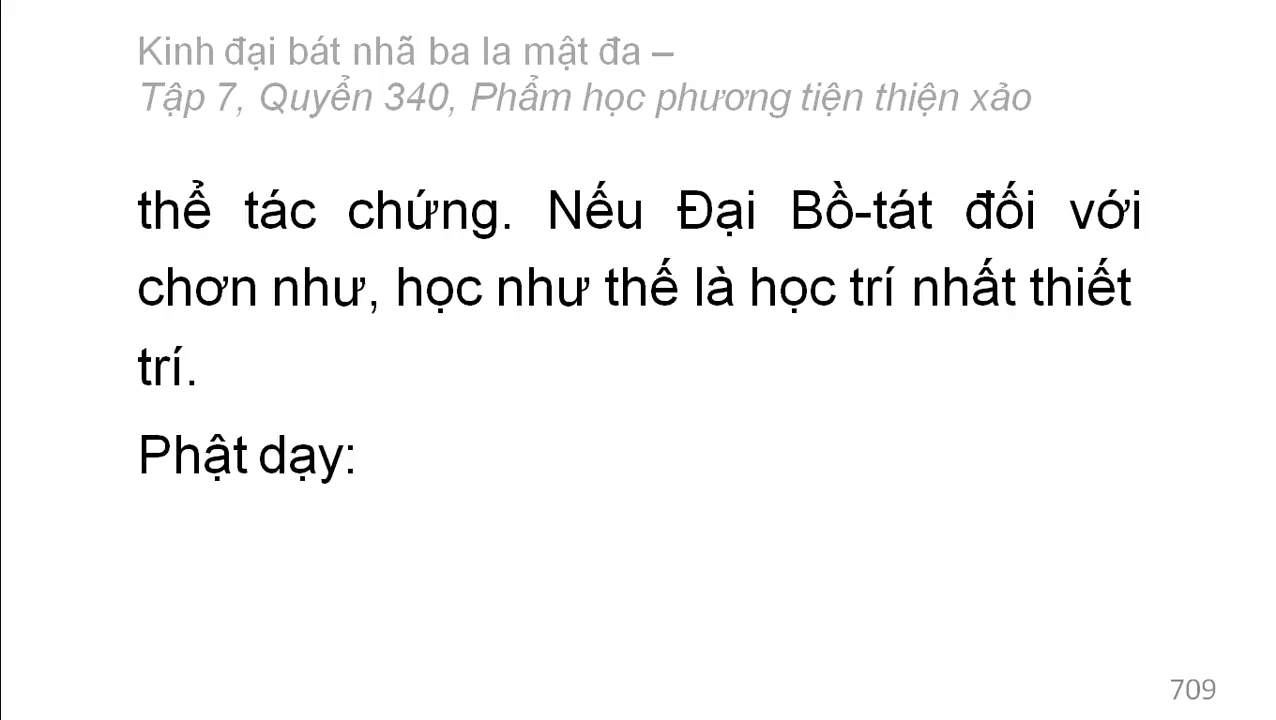 Kinh đại bát nhã ba la mật đa –
Tập 7, Quyển 340, Phẩm học phương tiện thiện xảo
thể tác chứng. Nếu Đại Bồ-tát đối với
chơn như, học như thế là học trí nhất thiết
trí.
Phật dạy:
709